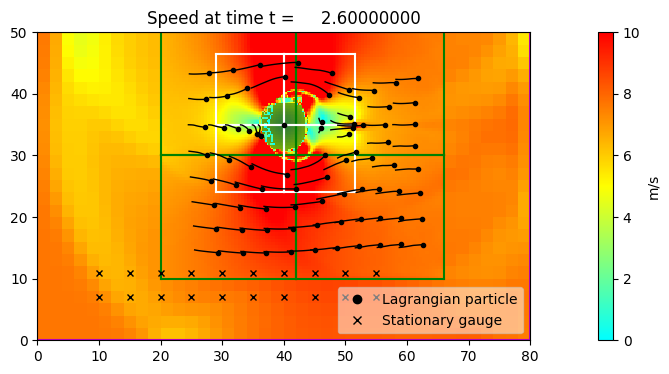 Speed at time t = 2.60000000
50
40
30
20
10
0
0 10 20 30 40 50 60 70 80
Lagrangian particle
Stationary gauge
10
8
6
4
2
0
m/s